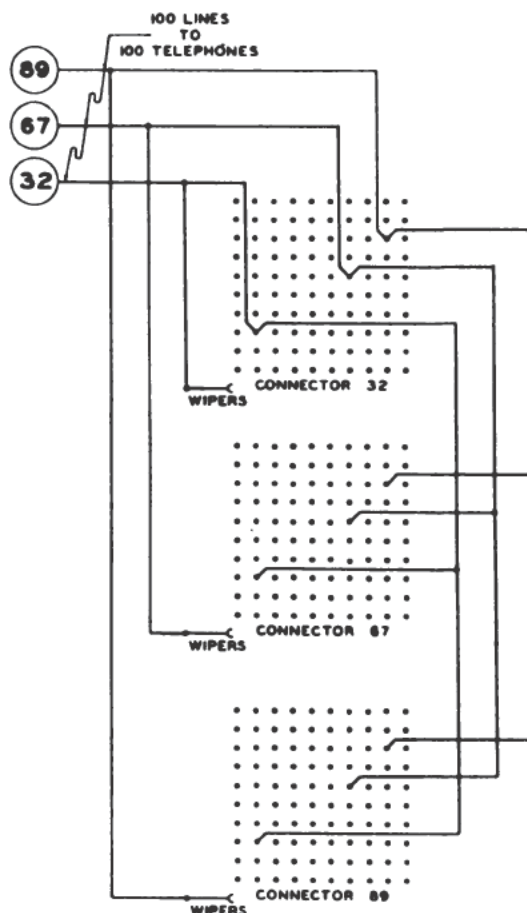 100 LINES
TO
100 TELEPHONES
89
67
32
CONNECTOR 32
WIPERS
CONNECTOR 67
WIPERS
CONNECTOR 89
WIPERS